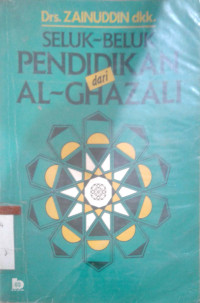 Drs. ZAINUDDIN dkk.
SELUK-BELUK
PENDIDIKAN
dari
AL-GHAZALI